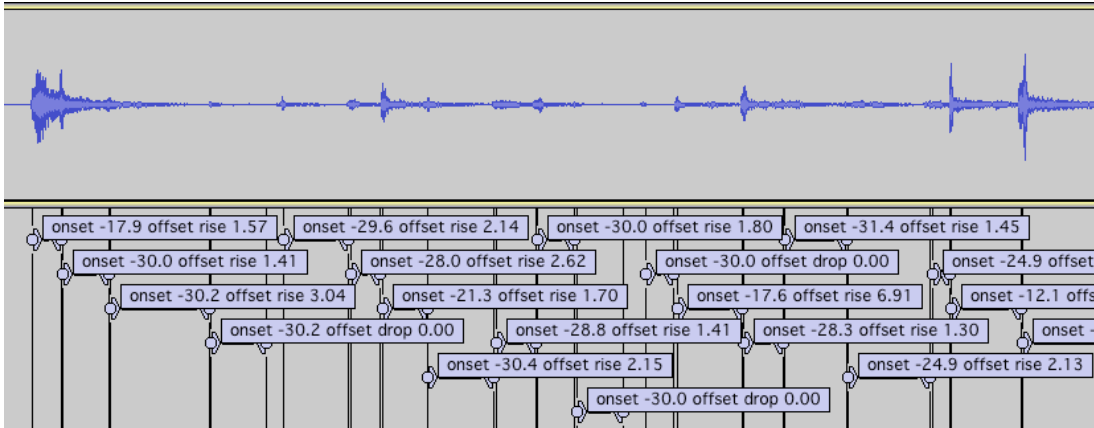 onset -17.9 offset rise 1.57
onset -29.6 offset rise 2.14
onset -30.0 offset rise 1.80
onset -31.4 offset rise 1.45
onset -30.0 offset rise 1.41
onset -28.0 offset rise 2.62
onset -30.0 offset drop 0.00
onset -24.9 offset
onset -30.2 offset rise 3.04
onset -21.3 offset rise 1.70
onset -17.6 offset rise 6.91
onset -12.1 offs
onset -30.2 offset drop 0.00
onset -28.8 offset rise 1.41
onset -28.3 offset rise 1.30
onset -
onset -30.4 offset rise 2.15
onset -24.9 offset rise 2.13
onset -30.0 offset drop 0.00